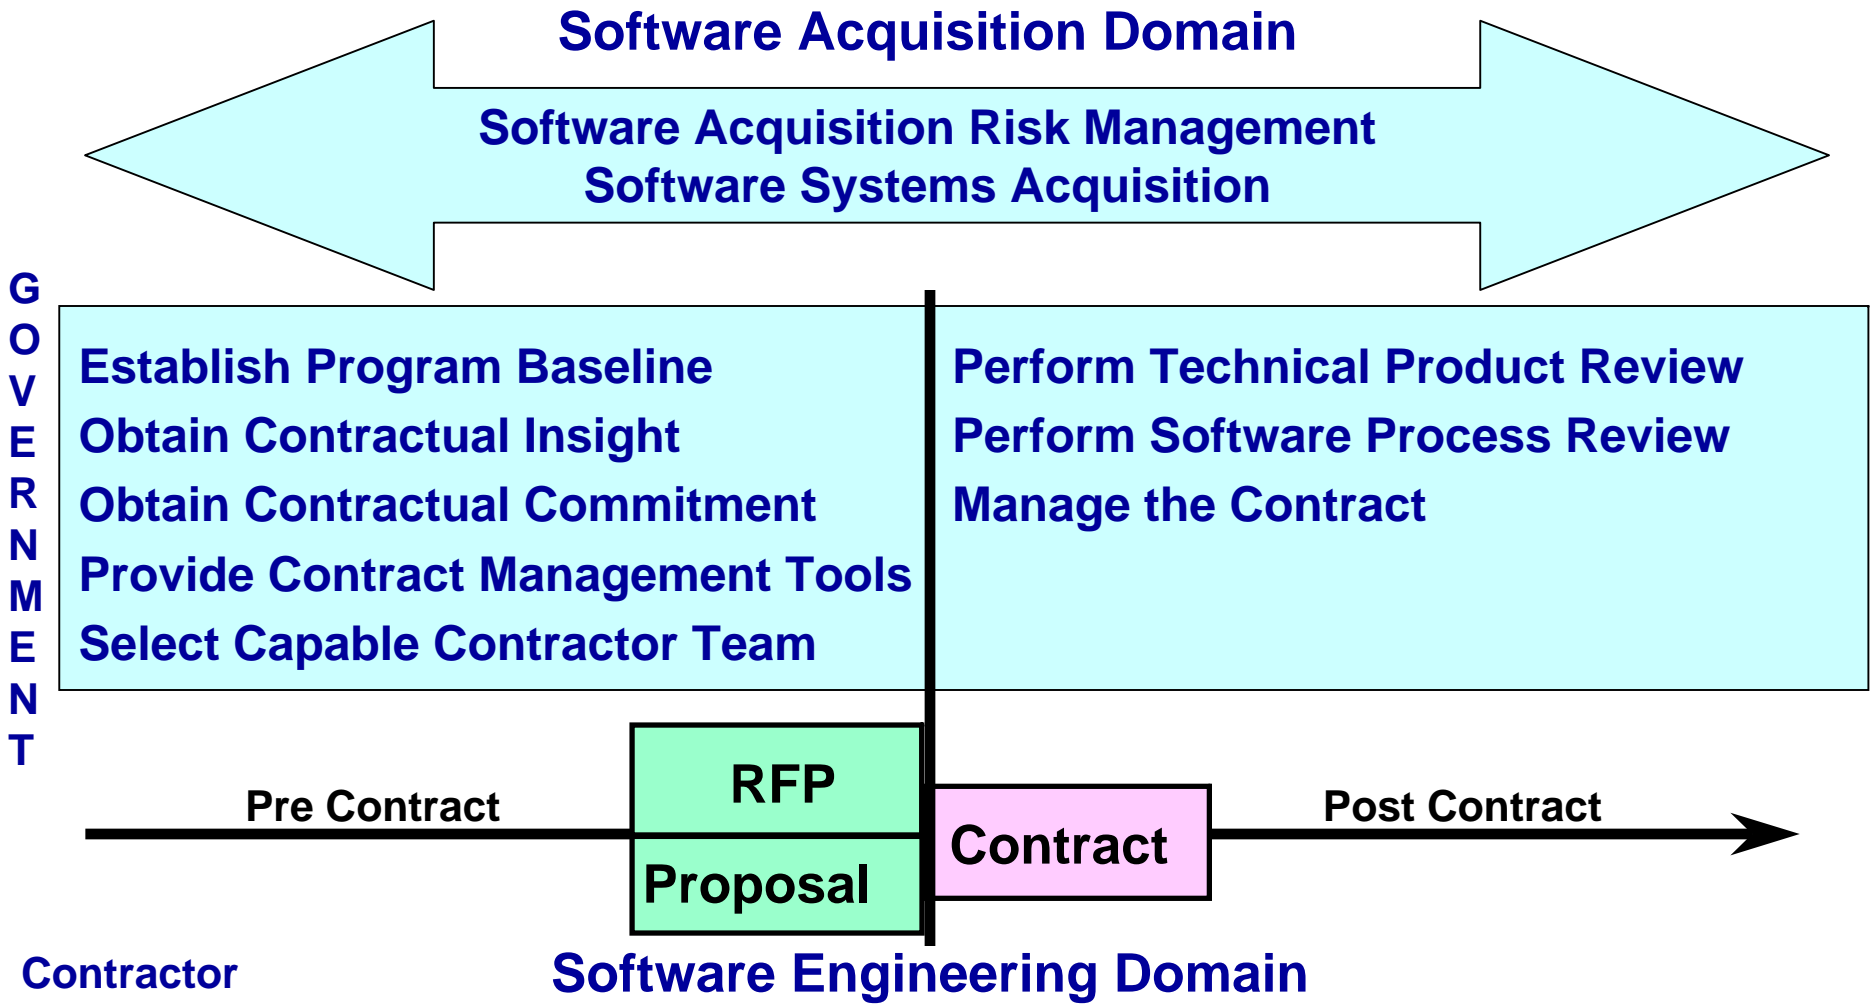 Software Acquisition Domain
Software Acquisition Risk Management
Software Systems Acquisition
GOVERNMENT
Establish Program Baseline
Obtain Contractual Insight
Obtain Contractual Commitment
Provide Contract Management Tools
Select Capable Contractor Team
Perform Technical Product Review
Perform Software Process Review
Manage the Contract
Pre Contract
RFP
Proposal
Contract
Post Contract
Contractor
Software Engineering Domain